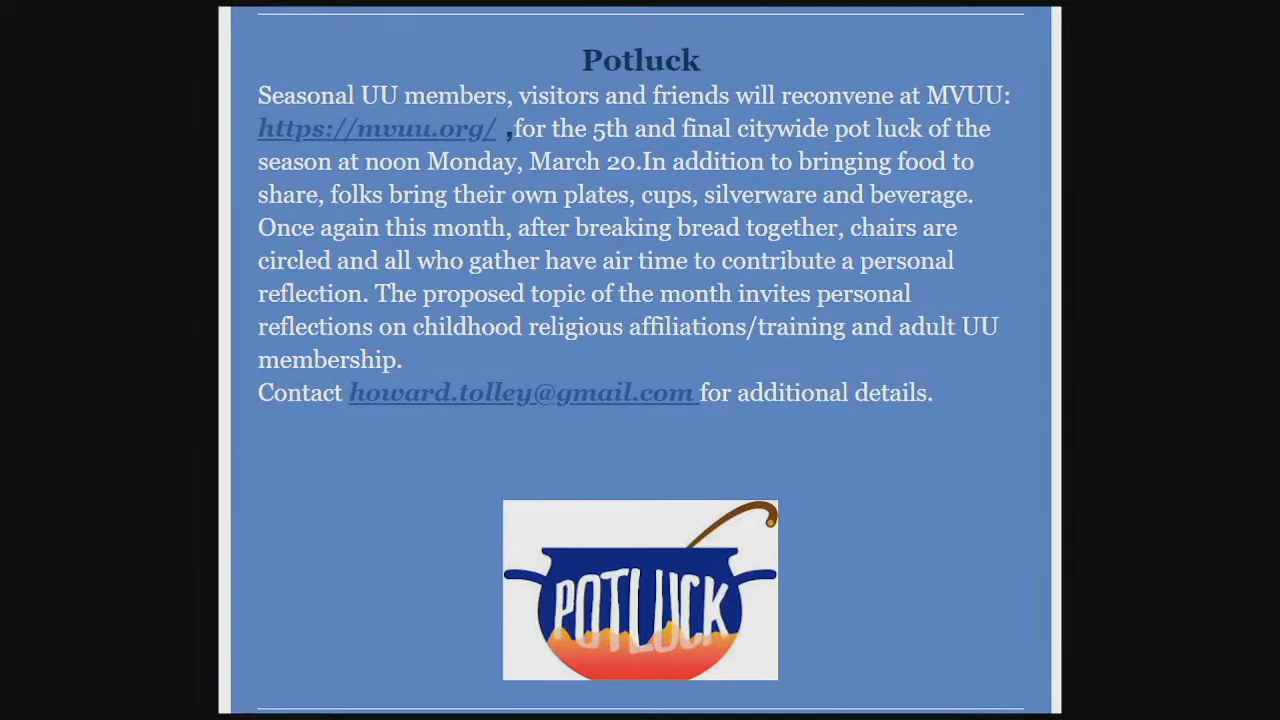 Potluck
Seasonal UU members, visitors and friends will reconvene at MVUU:
https://mvuu.org/ ,for the 5th and final citywide pot luck of the
season at noon Monday, March 20.In addition to bringing food to
share, folks bring their own plates, cups, silverware and beverage.
Once again this month, after breaking bread together, chairs are
circled and all who gather have air time to contribute a personal
reflection. The proposed topic of the month invites personal
reflections on childhood religious affiliations/training and adult UU
membership.
Contact howard.tolley@gmail.com for additional details.
POTLUCK